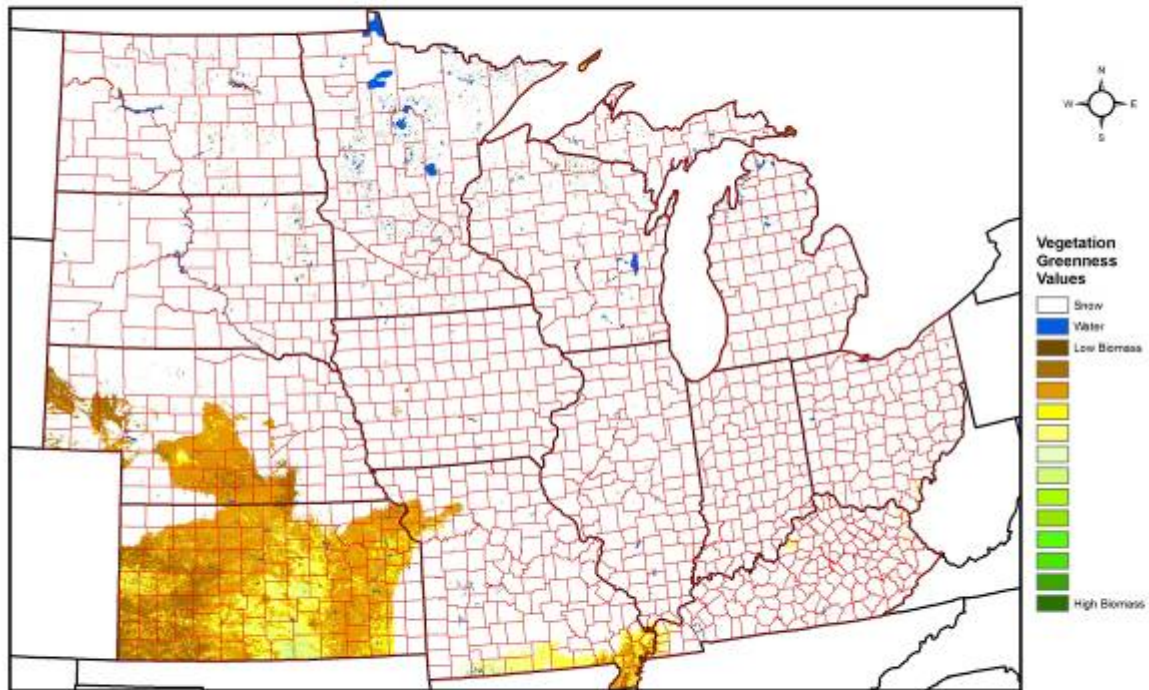 N
W E
S
Vegetation
Greenness
Values
Snow
Water
Low Biomass
High Biomass